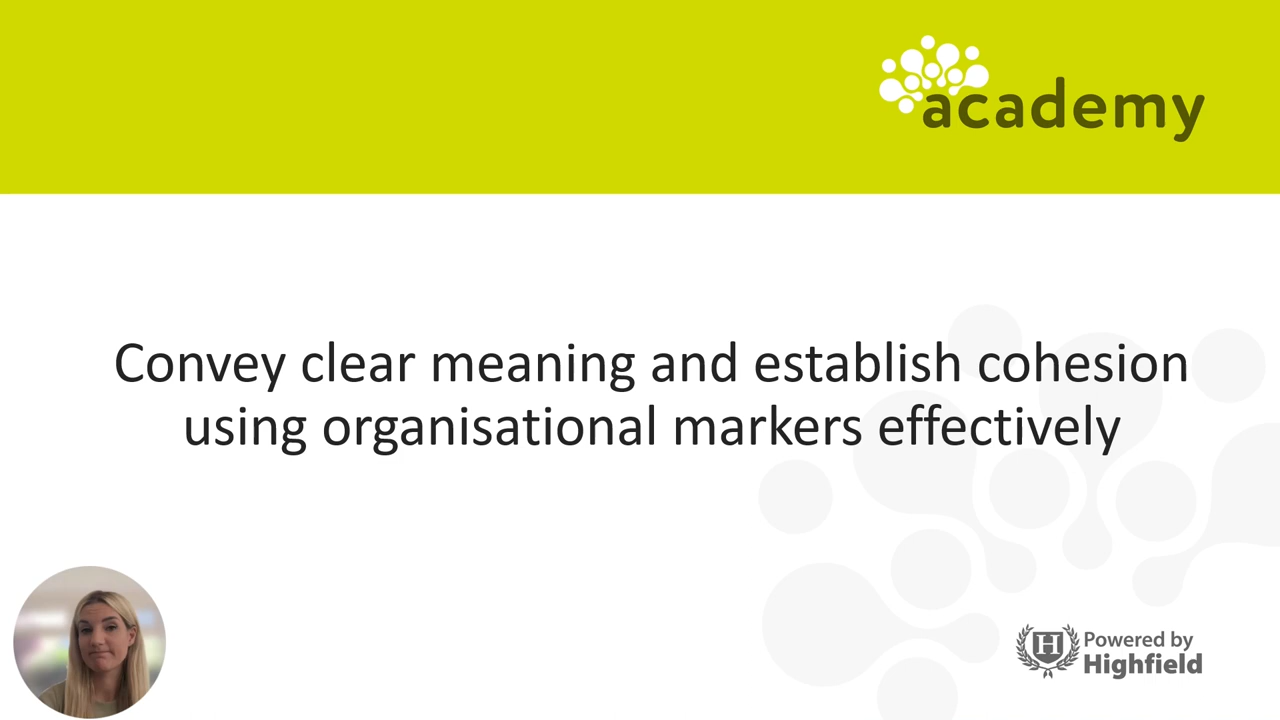 academy
Convey clear meaning and establish cohesion
using organisational markers effectively
H
Powered by
Highfield